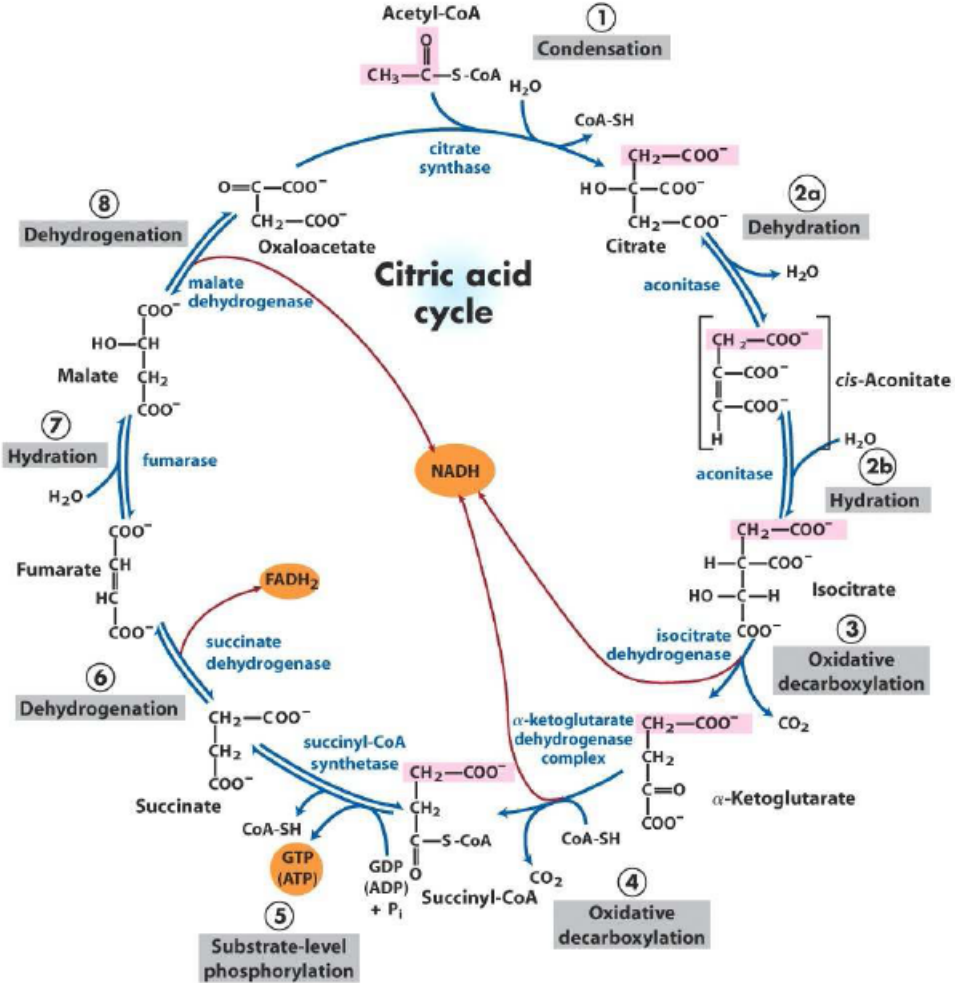 Acetyl-CoA
O
CH₃—C—S-CoA
1
Condensation
H₂O
CoA-SH
citrate
synthase
CH₂—COO⁻
HO—C—COO⁻
CH₂—COO⁻
Citrate
2a
Dehydration
aconitase
H₂O
CH₂—COO⁻
C—COO⁻
C—COO⁻
H
cis-Aconitate
aconitase
H₂O
2b
Hydration
CH₂—COO⁻
H—C—COO⁻
HO—C—H
COO⁻
Isocitrate
isocitrate
dehydrogenase
3
Oxidative
decarboxylation
CO₂
CH₂—COO⁻
CH₂
C=O
COO⁻
α-Ketoglutarate
α-ketoglutarate
dehydrogenase
complex
CoA-SH
CO₂
4
Oxidative
decarboxylation
CH₂—COO⁻
CH₂
C—S-CoA
O
Succinyl-CoA
succinyl-CoA
synthetase
GDP
(ADP)
+ Pᵢ
CoA-SH
GTP
(ATP)
5
Substrate-level
phosphorylation
CH₂—COO⁻
CH₂
COO⁻
Succinate
succinate
dehydrogenase
FADH₂
6
Dehydrogenation
COO⁻
CH
HC
COO⁻
Fumarate
fumarase
H₂O
7
Hydration
COO⁻
HO—CH
CH₂
COO⁻
Malate
malate
dehydrogenase
8
Dehydrogenation
O=C—COO⁻
CH₂—COO⁻
Oxaloacetate
Citric acid
cycle
NADH